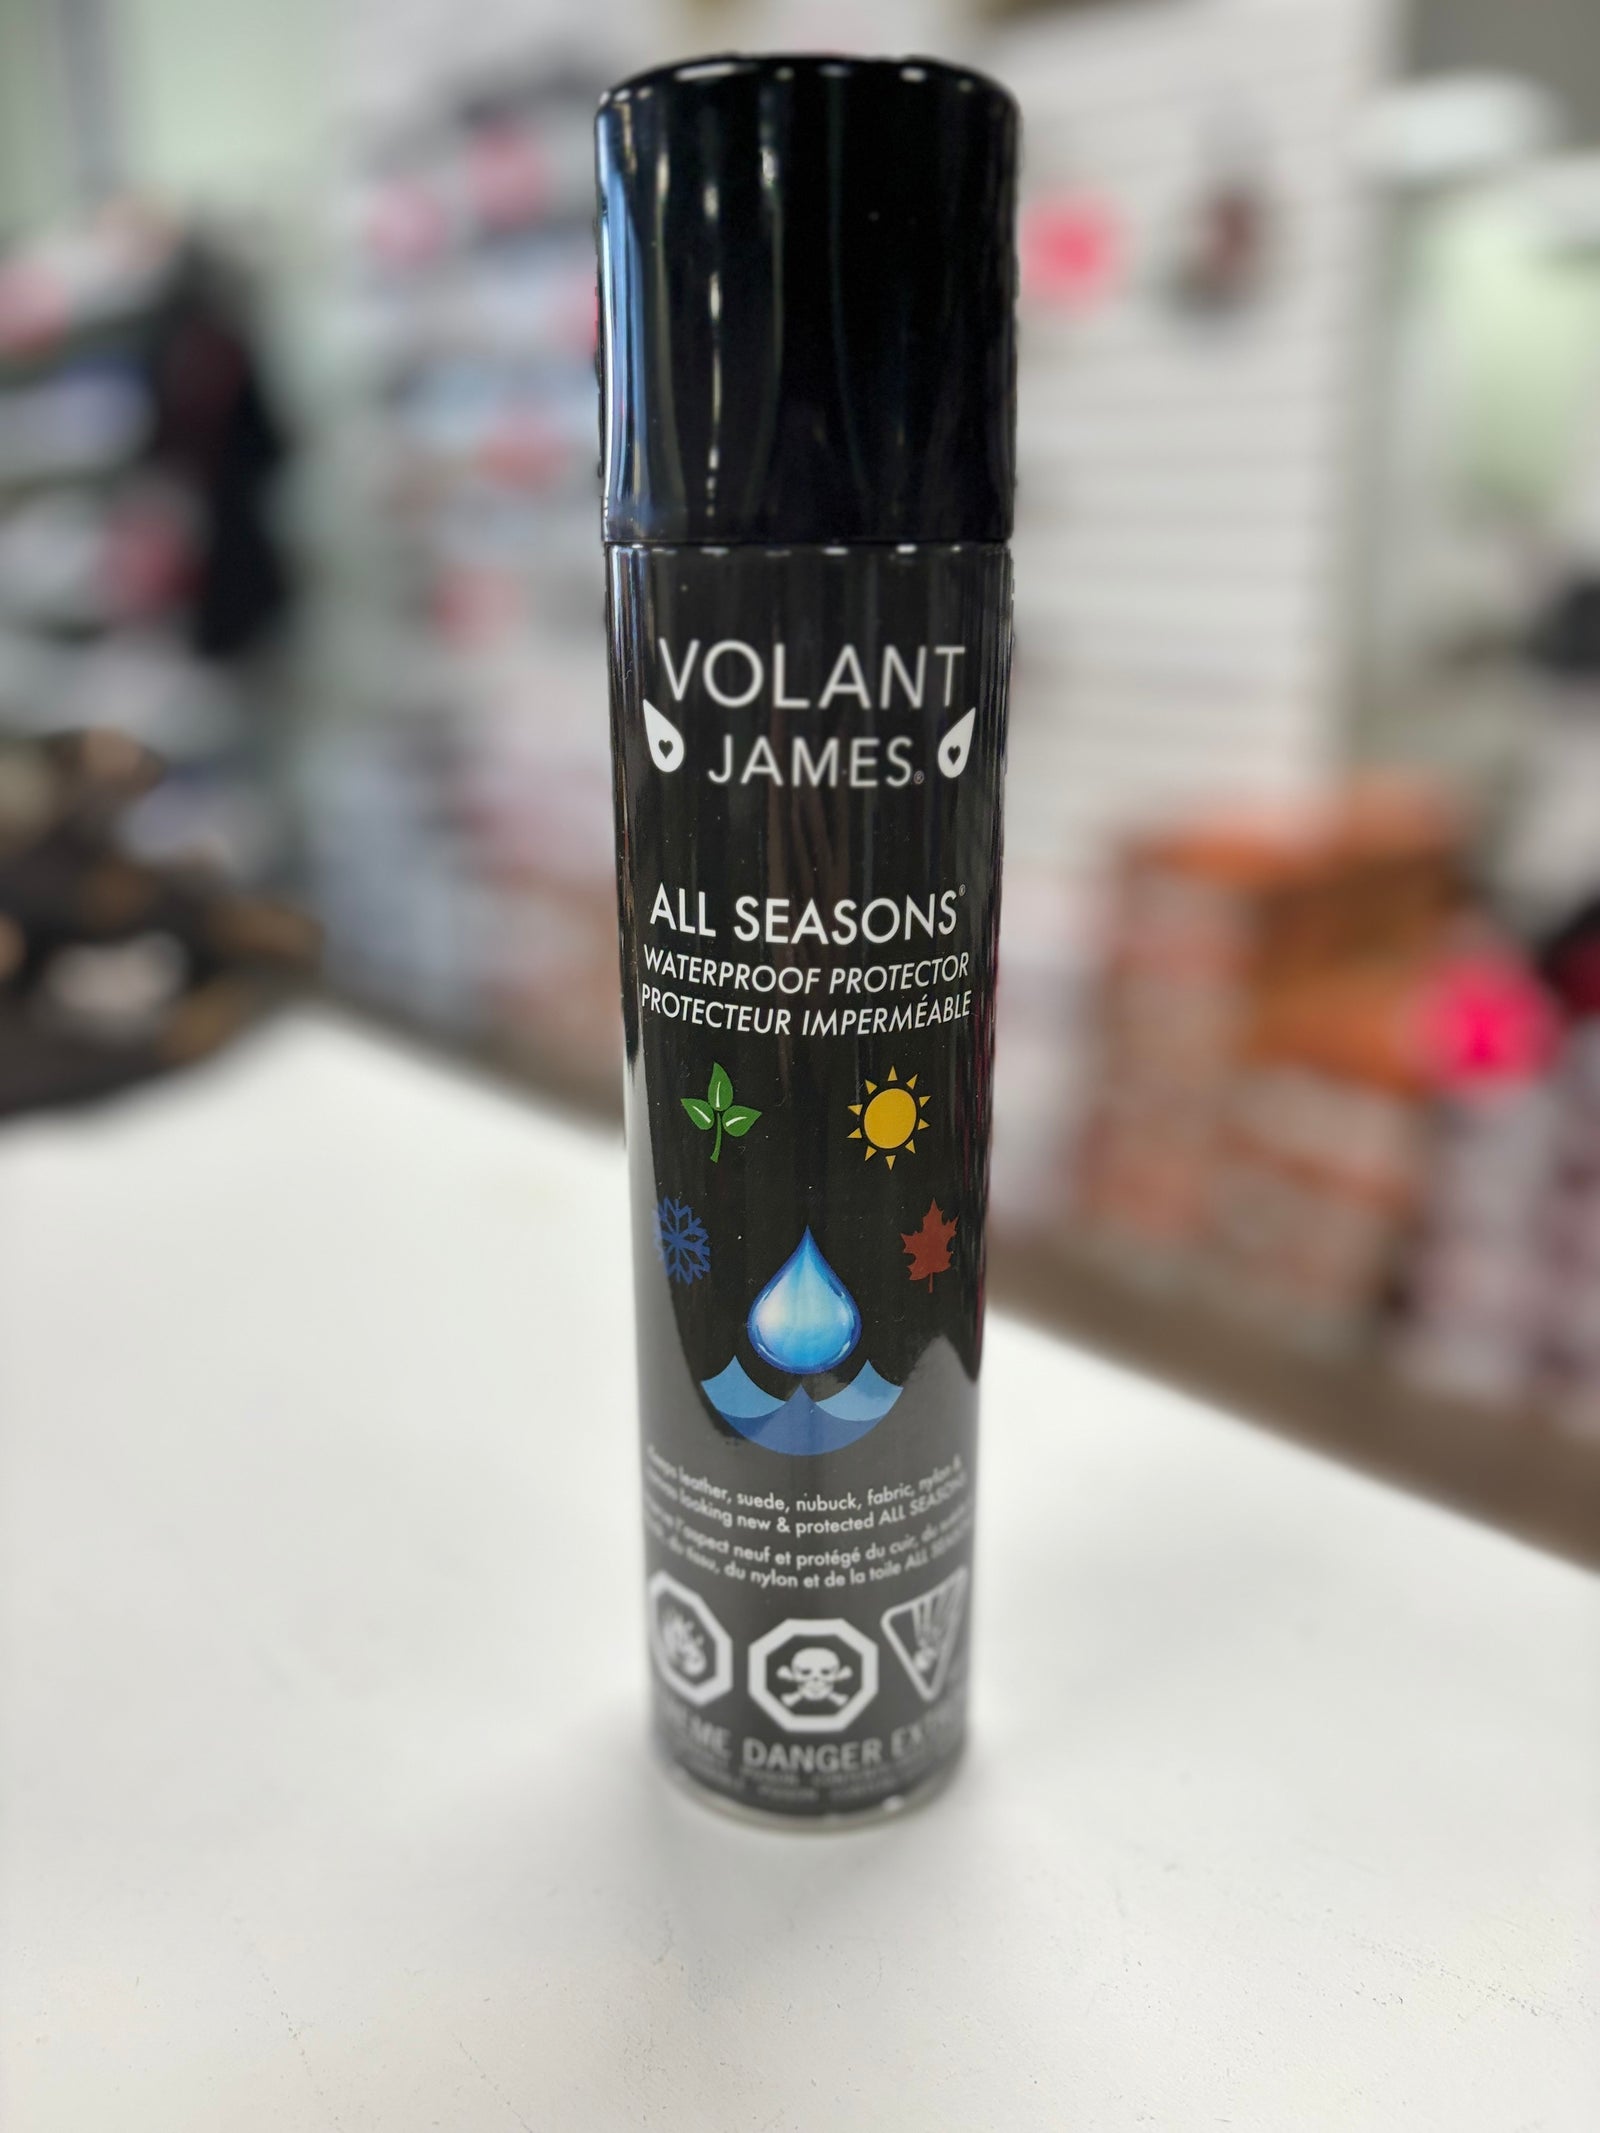 VOLANT
JAMES®
ALL SEASONS®
WATERPROOF PROTECTOR
PROTECTEUR IMPERMÉABLE
leather, suede, nubuck, fabric, nylon &
looking new & protected ALL SEASONS
l'aspect neuf et protégé du cuir, du
du tissu, du nylon et de la toile ALL SEASONS
DANGER